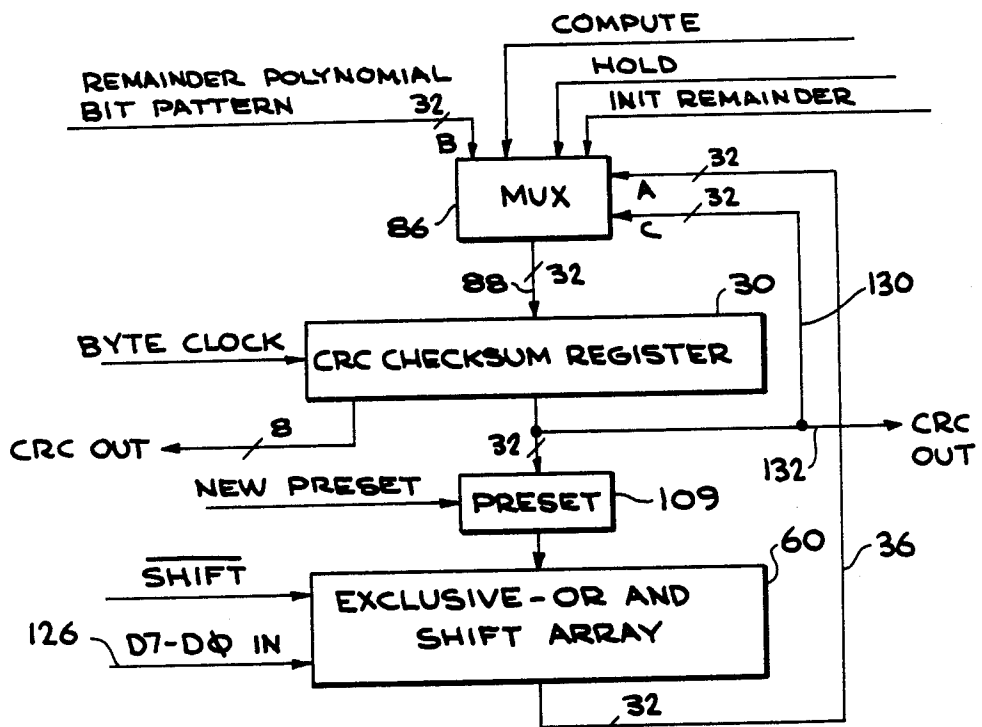 COMPUTE
HOLD
INIT REMAINDER
REMAINDER POLYNOMIAL
BIT PATTERN
32
B
MUX
86
32
A
32
C
88
32
30
130
BYTE CLOCK
CRC CHECKSUM REGISTER
CRC OUT
8
32
132
CRC
OUT
NEW PRESET
PRESET
109
60
36
SHIFT
EXCLUSIVE-OR AND
SHIFT ARRAY
126
D7-DØ IN
32